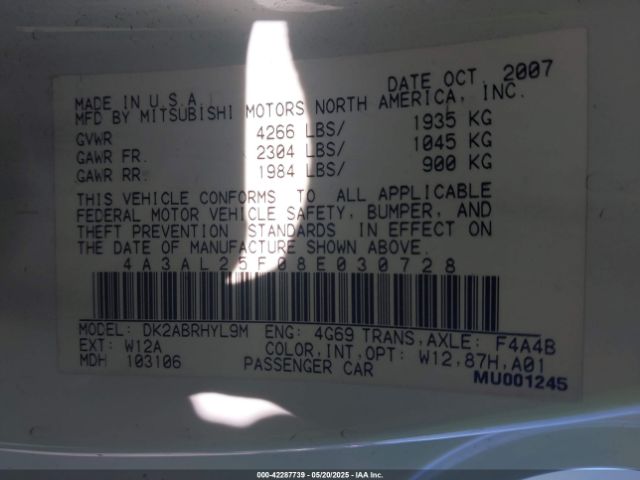 DATE OCT. 2007
MADE IN U.S.A.
MFD BY MITSUBISHI MOTORS NORTH AMERICA, INC.
GVWR 4266 LBS/ 1935 KG
GAWR FR. 2304 LBS/ 1045 KG
GAWR RR. 1984 LBS/ 900 KG
THIS VEHICLE CONFORMS TO ALL APPLICABLE
FEDERAL MOTOR VEHICLE SAFETY, BUMPER, AND
THEFT PREVENTION STANDARDS IN EFFECT ON
THE DATE OF MANUFACTURE SHOWN ABOVE.
4A3AL25F08E030728
MODEL: DK2ABRHYL9M ENG: 4G69 TRANS,AXLE: F4A4B
EXT: W12A COLOR,INT,OPT: W12,87H,A01
MDH 103106 PASSENGER CAR
MU001245
000-42287739 - 05/20/2025 - IAA Inc.